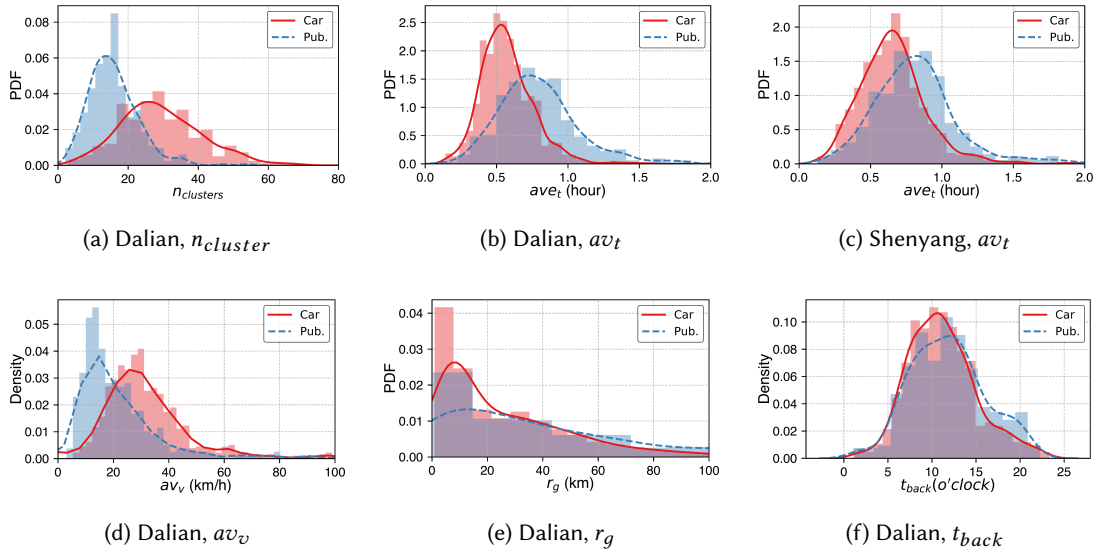 0.08
0.06
0.04
0.02
0.00
PDF
Car
Pub.
0 20 40 60 80
n_clusters
(a) Dalian, n_cluster
2.5
2.0
1.5
1.0
0.5
0.0
PDF
Car
Pub.
0.0 0.5 1.0 1.5 2.0
ave_t (hour)
(b) Dalian, av_t
2.0
1.5
1.0
0.5
0.0
PDF
Car
Pub.
0.0 0.5 1.0 1.5 2.0
ave_t (hour)
(c) Shenyang, av_t
0.05
0.04
0.03
0.02
0.01
0.00
Density
Car
Pub.
0 20 40 60 80 100
av_v (km/h)
(d) Dalian, av_v
0.04
0.03
0.02
0.01
0.00
PDF
Car
Pub.
0 20 40 60 80 100
r_g (km)
(e) Dalian, r_g
0.10
0.08
0.06
0.04
0.02
0.00
Density
Car
Pub.
0 5 10 15 20 25
t_back(o'clock)
(f) Dalian, t_back